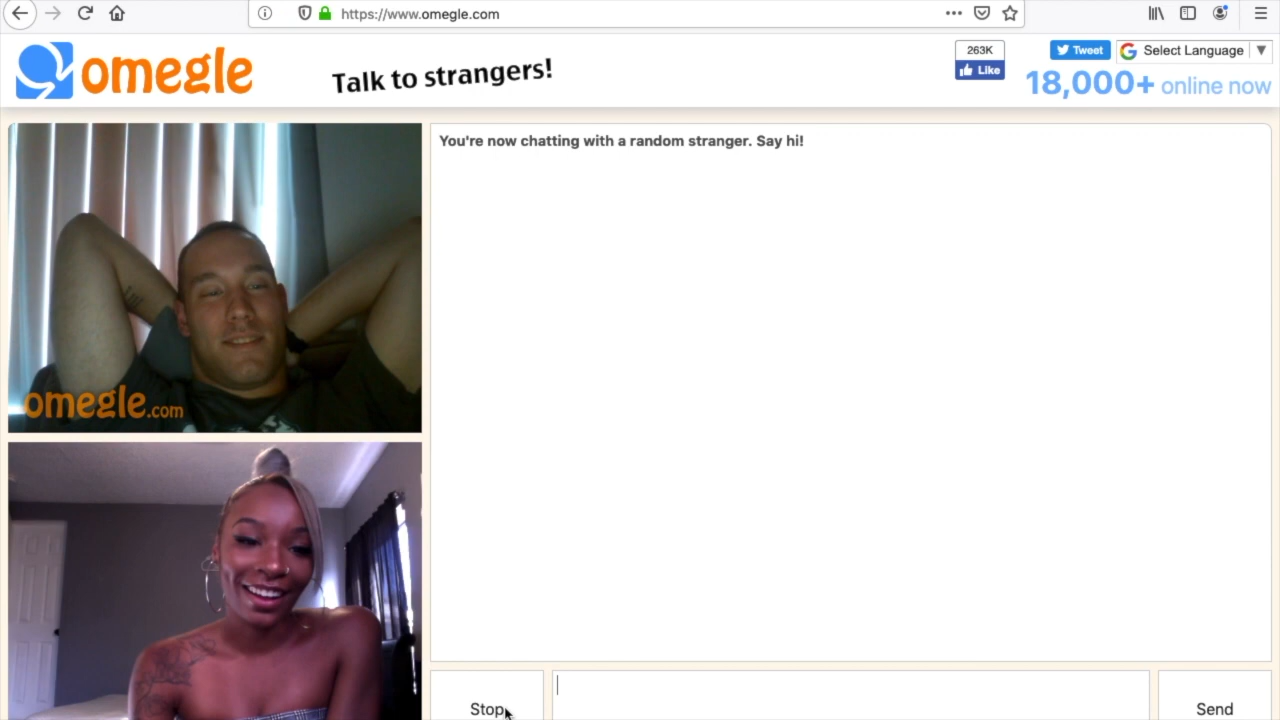 https://www.omegle.com
omegle
Talk to strangers!
263K
Like
Tweet
Select Language
18,000+ online now
You're now chatting with a random stranger. Say hi!
omegle.com
Stop
Send